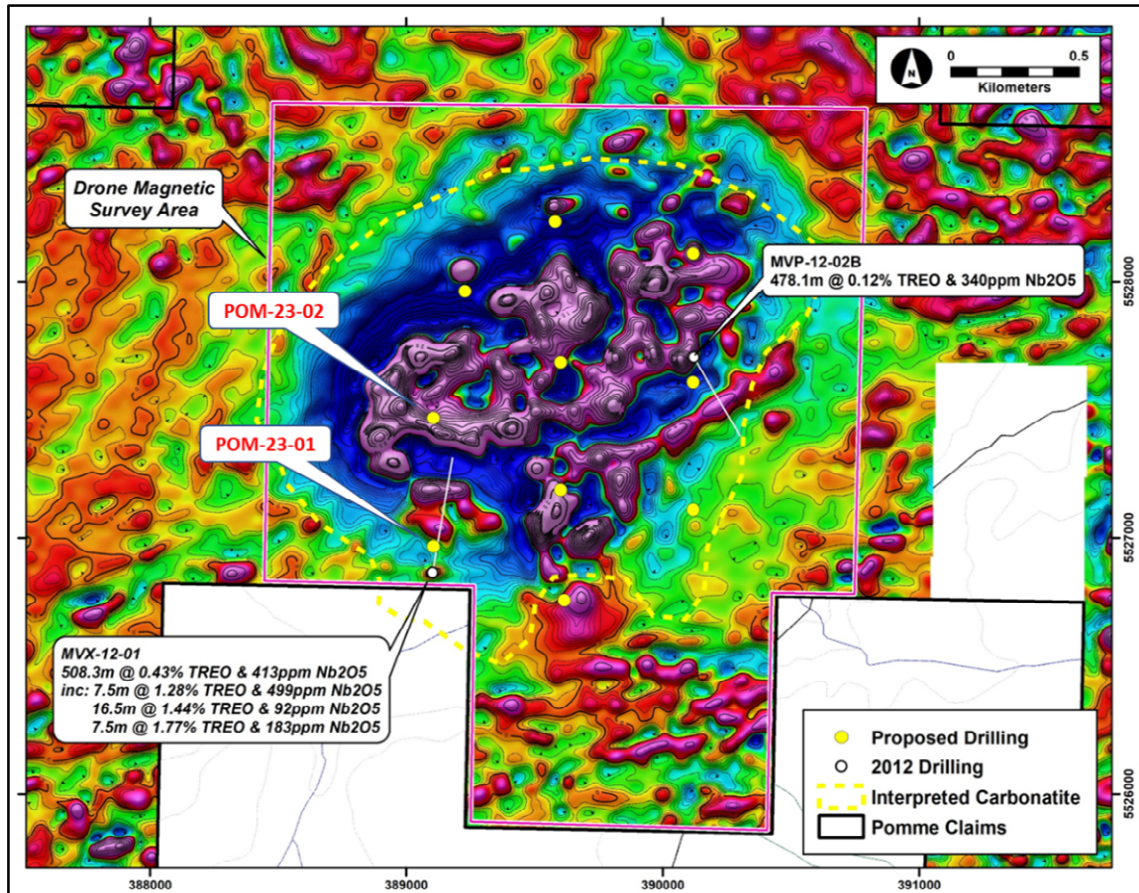 N
0 0.5
Kilometers
Drone Magnetic
Survey Area
MVP-12-02B
478.1m @ 0.12% TREO & 340ppm Nb2O5
5528000
POM-23-02
POM-23-01
5527000
MVX-12-01
508.3m @ 0.43% TREO & 413ppm Nb2O5
inc: 7.5m @ 1.28% TREO & 499ppm Nb2O5
16.5m @ 1.44% TREO & 92ppm Nb2O5
7.5m @ 1.77% TREO & 183ppm Nb2O5
Proposed Drilling
2012 Drilling
Interpreted Carbonatite
Pomme Claims
5526000
388000 389000 390000 391000